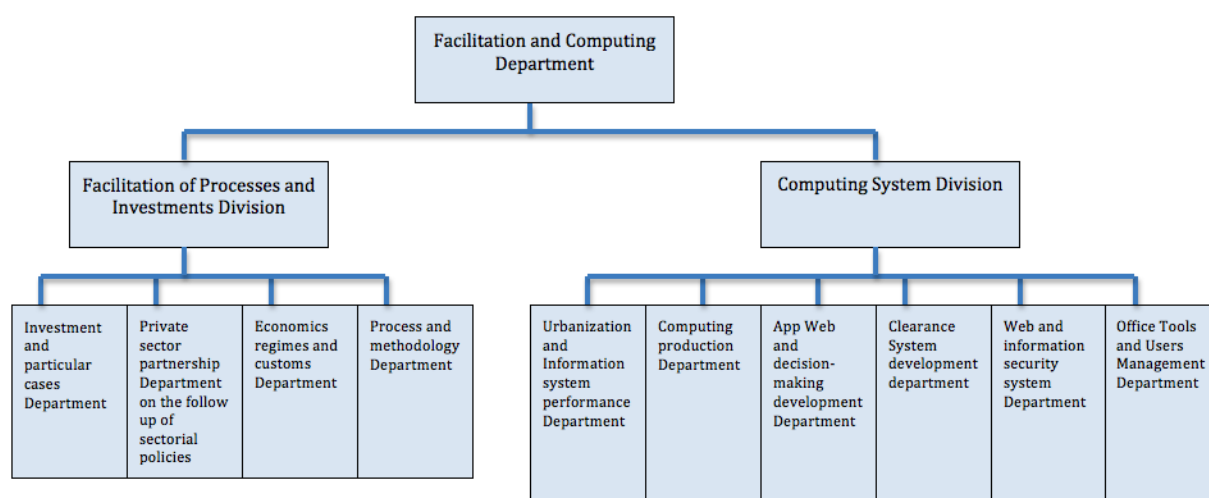 Facilitation and Computing
Department
Facilitation of Processes and
Investments Division
Computing System Division
Investment
and
particular
cases
Department
Private
sector
partnership
Department
on the follow
up of
sectorial
policies
Economics
regimes and
customs
Department
Process and
methodology
Department
Urbanization
and
Information
system
performance
Department
Computing
production
Department
App Web
and
decision-
making
development
Department
Clearance
System
development
department
Web and
information
security
system
Department
Office Tools
and Users
Management
Department